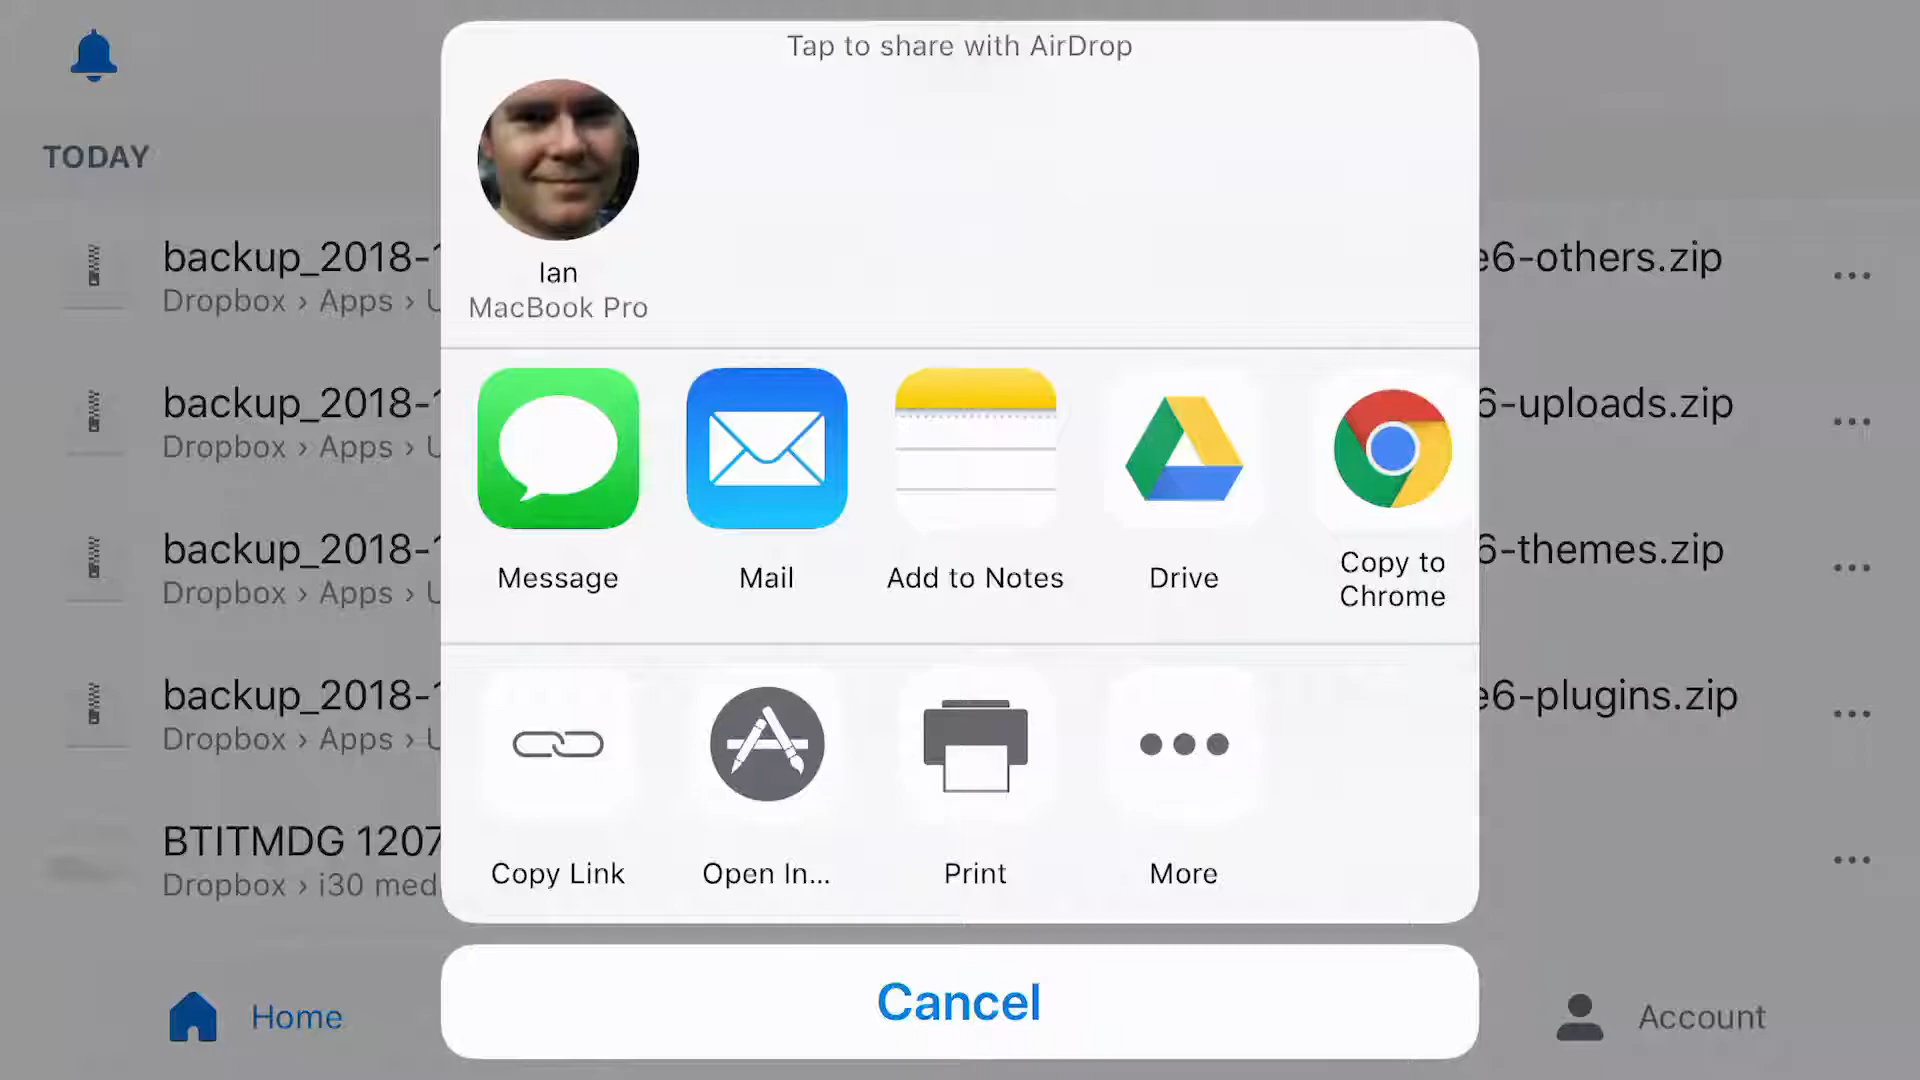 Tap to share with AirDrop
TODAY
Ian
MacBook Pro
backup_2018-
e6-others.zip
Dropbox › Apps ›
backup_2018-
6-uploads.zip
Dropbox › Apps ›
Message
Mail
Add to Notes
Drive
Copy to
Chrome
backup_2018-
6-themes.zip
Dropbox › Apps ›
backup_2018-
e6-plugins.zip
Dropbox › Apps ›
BTITMDG 1207
Dropbox › i30 med
Copy Link
Open In...
Print
More
Cancel
Home
Account